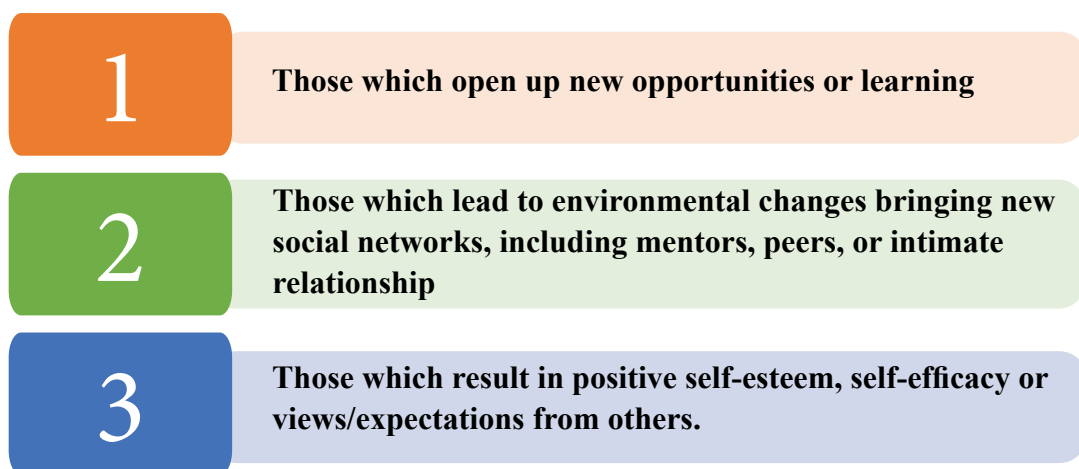 1
Those which open up new opportunities or learning
2
Those which lead to environmental changes bringing new
social networks, including mentors, peers, or intimate
relationship
3
Those which result in positive self-esteem, self-efficacy or
views/expectations from others.